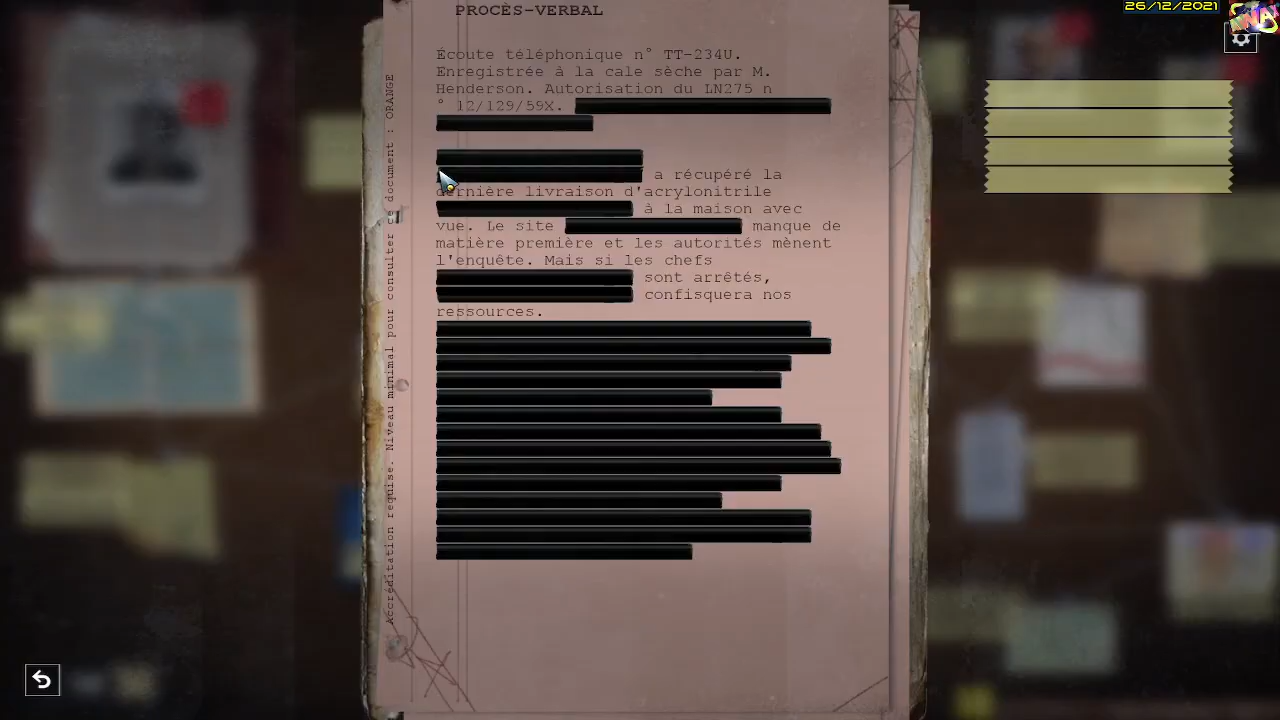 26/12/2021
PROCÈS-VERBAL
Écoute téléphonique n° TT-234U.
Enregistrée à la cale sèche par M.
Henderson. Autorisation du LN275 n
° 12/129/59X.
a récupéré la
dernière livraison d'acrylonitrile
à la maison avec
vue. Le site manque de
matière première et les autorités mènent
l'enquête. Mais si les chefs
sont arrêtés,
confisquera nos
ressources.
Accréditation requise. Niveau minimal pour consulter ce document : ORANGE